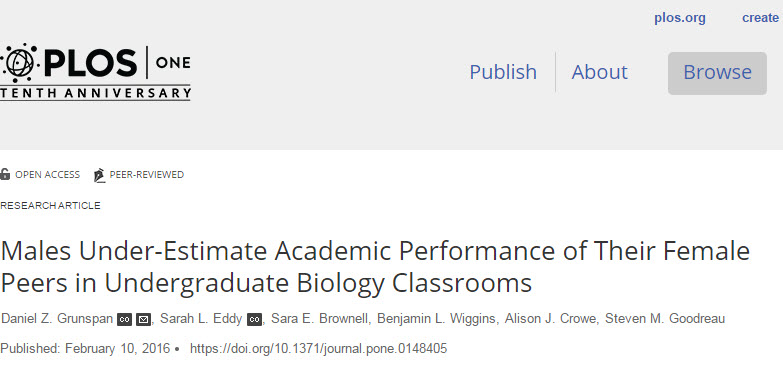 plos.org create
PLOS ONE
TENTH ANNIVERSARY
Publish About Browse
OPEN ACCESS PEER-REVIEWED
RESEARCH ARTICLE
Males Under-Estimate Academic Performance of Their Female
Peers in Undergraduate Biology Classrooms
Daniel Z. Grunspan co , Sarah L. Eddy co , Sara E. Brownell, Benjamin L. Wiggins, Alison J. Crowe, Steven M. Goodreau
Published: February 10, 2016 • https://doi.org/10.1371/journal.pone.0148405